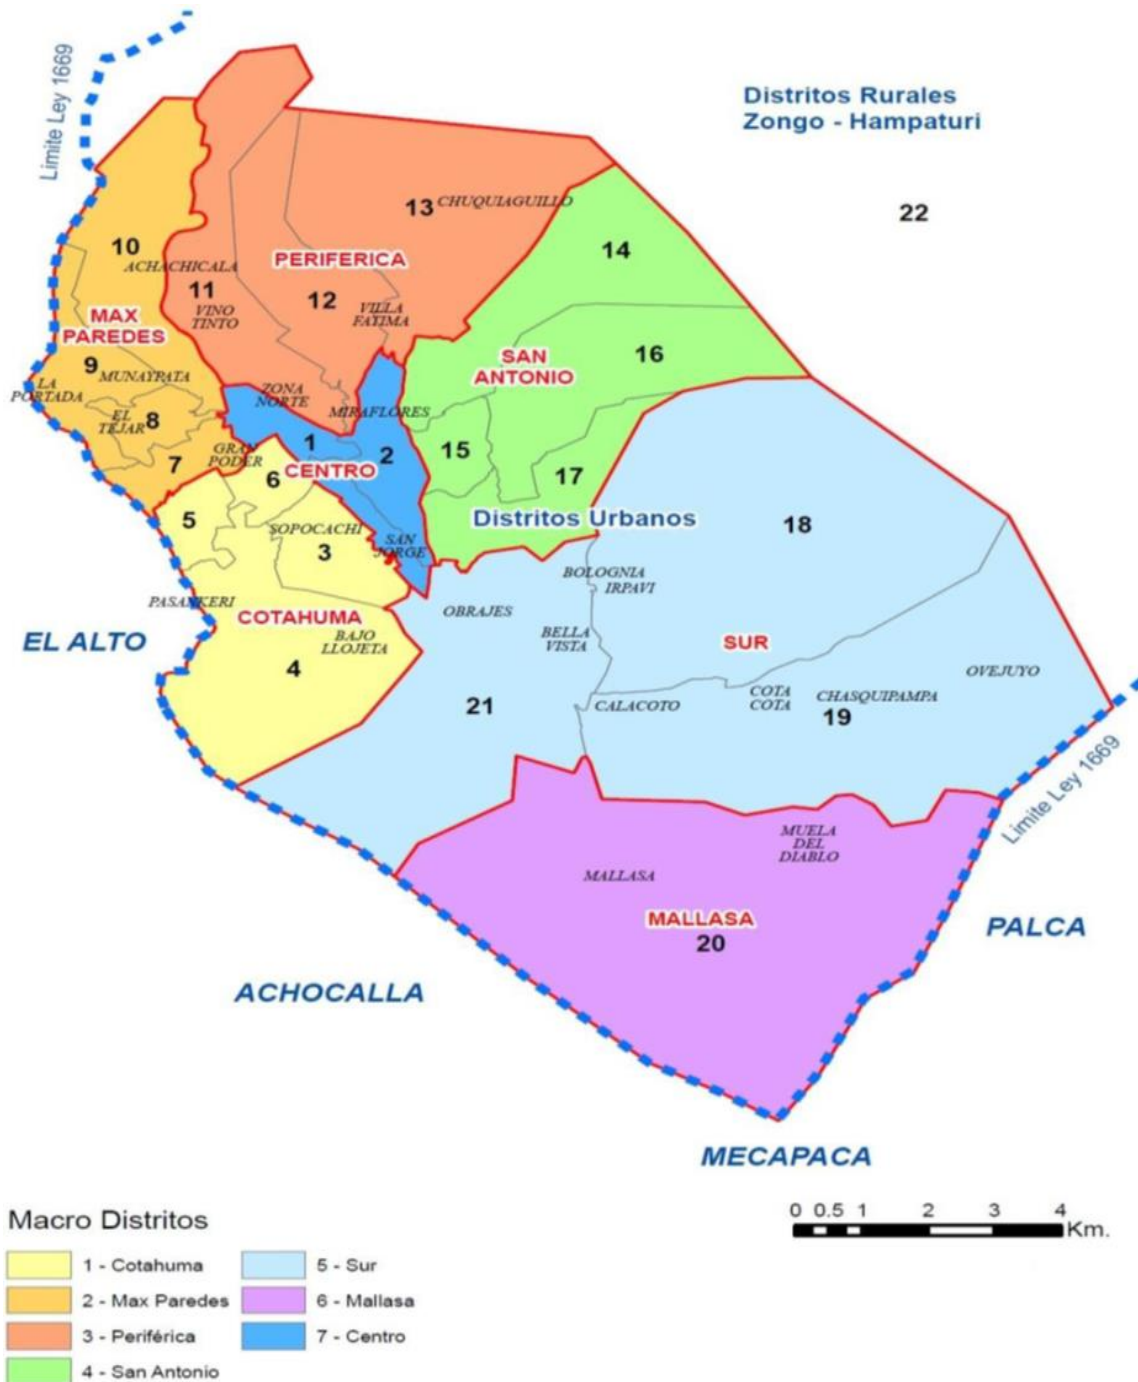 Limite Ley 1669
Distritos Rurales
Zongo - Hampaturi
22
13
CHUQUIAGUILLO
14
10
ACHACHICALA
PERIFERICA
11
VINO
TINTO
12
VILLA
FATIMA
MAX
PAREDES
SAN
ANTONIO
16
9
MUNAYPATA
LA
PORTADA
ZONA
NORTE
MIRAFLORES
EL
TEJAR
8
1
2
15
GRAN
PODER
7
6
CENTRO
17
5
Distritos Urbanos
18
SOPOCACHI
3
SAN
JORGE
BOLOGNIA
IRPAVI
PASANKERI
OBRAJES
COTAHUMA
BAJO
LLOJETA
BELLA
VISTA
EL ALTO
SUR
4
OVEJUYO
21
CALACOTO
COTA
COTA
CHASQUIPAMPA
19
Limite Ley 1669
MUELA
DEL
DIABLO
MALLASA
MALLASA
20
PALCA
ACHOCALLA
MECAPACA
Macro Distritos
1 - Cotahuma
2 - Max Paredes
3 - Periférica
4 - San Antonio
5 - Sur
6 - Mallasa
7 - Centro
0 0.5 1 2 3 4
Km.